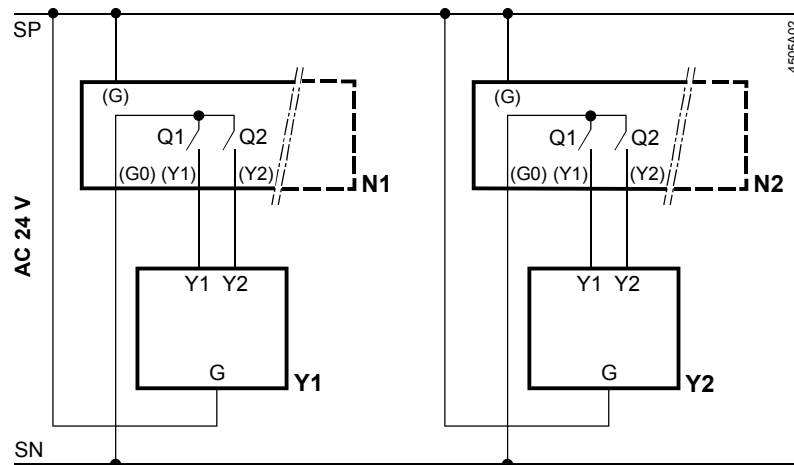 SP
4505A02
(G)
Q1 Q2
(G0) (Y1) (Y2)
N1
AC 24 V
Y1 Y2
G
Y1
(G)
Q1 Q2
(G0) (Y1) (Y2)
N2
Y1 Y2
G
Y2
SN